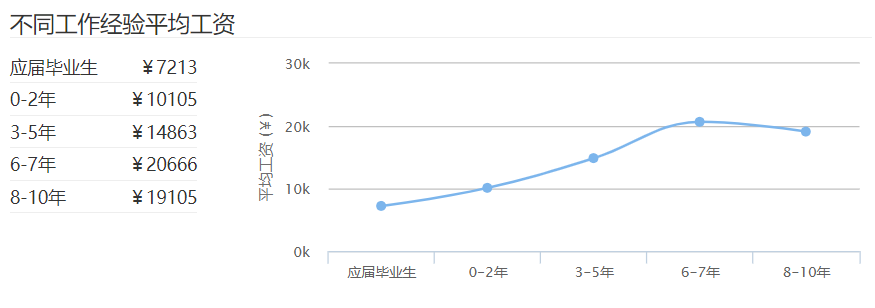 不同工作经验平均工资
应届毕业生 ¥7213
0-2年 ¥10105
3-5年 ¥14863
6-7年 ¥20666
8-10年 ¥19105
平均工资 (¥)
30k
20k
10k
0k
应届毕业生 0-2年 3-5年 6-7年 8-10年